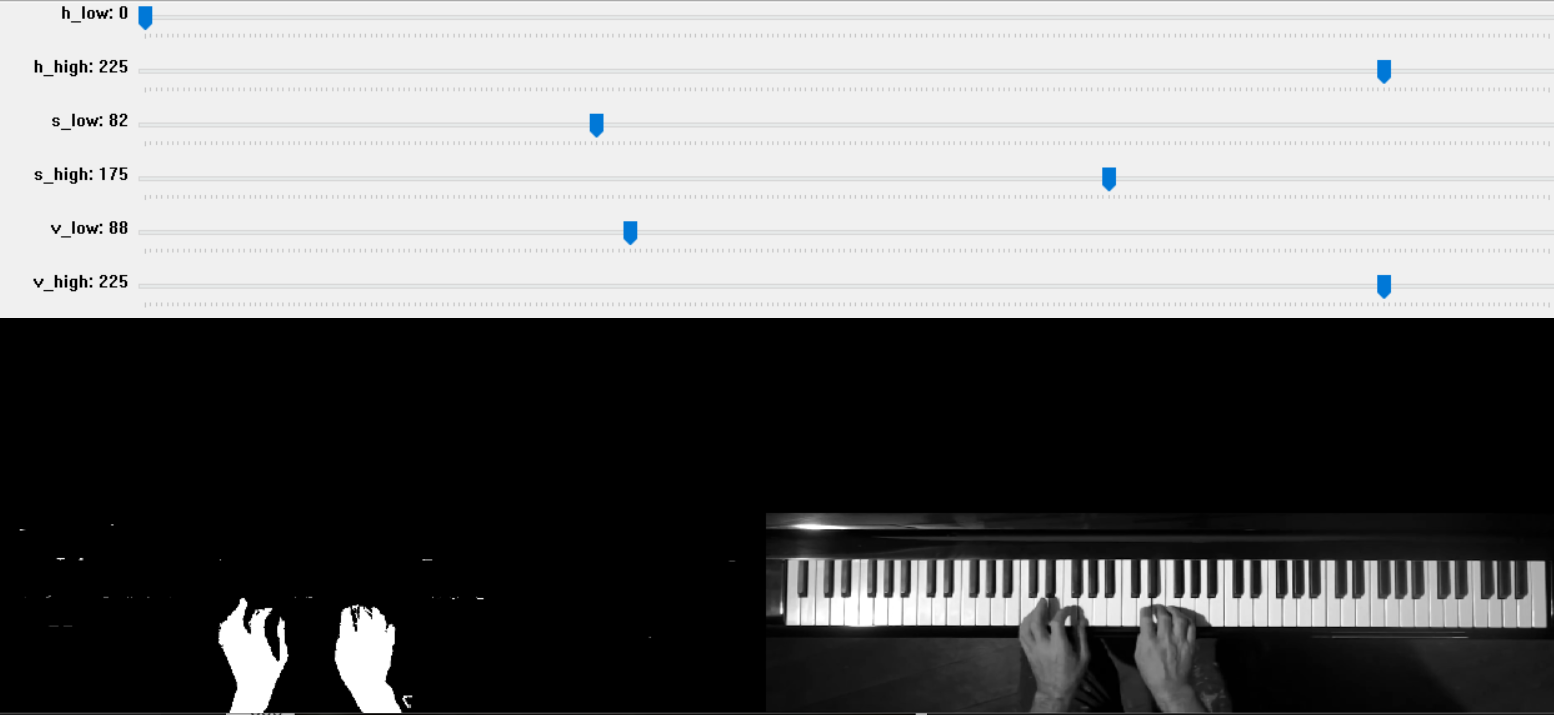 h_low: 0
h_high: 225
s_low: 82
s_high: 175
v_low: 88
v_high: 225